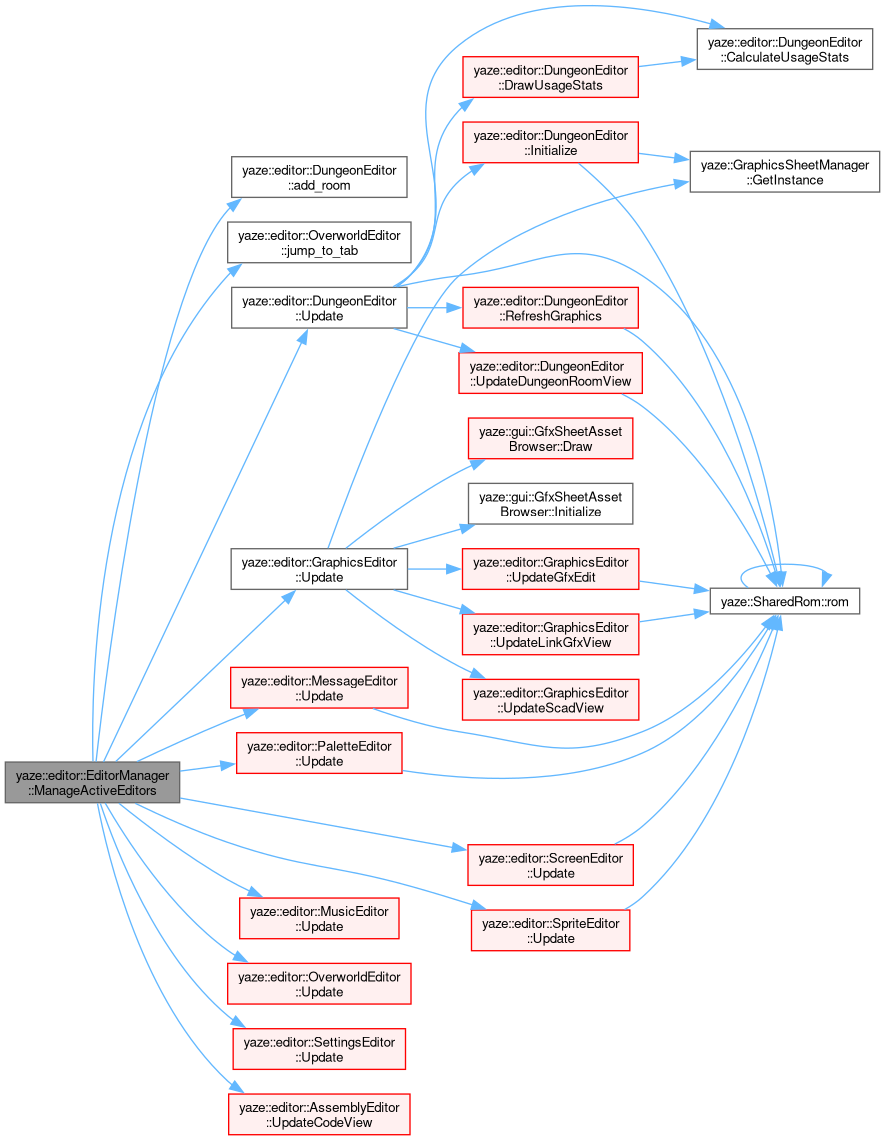 yaze::editor::DungeonEditor
::CalculateUsageStats
yaze::editor::DungeonEditor
::DrawUsageStats
yaze::editor::DungeonEditor
::Initialize
yaze::GraphicsSheetManager
::GetInstance
yaze::editor::DungeonEditor
::add_room
yaze::editor::OverworldEditor
::jump_to_tab
yaze::editor::DungeonEditor
::Update
yaze::editor::DungeonEditor
::RefreshGraphics
yaze::editor::DungeonEditor
::UpdateDungeonRoomView
yaze::gui::GfxSheetAsset
Browser::Draw
yaze::gui::GfxSheetAsset
Browser::Initialize
yaze::editor::GraphicsEditor
::Update
yaze::editor::GraphicsEditor
::UpdateGfxEdit
yaze::SharedRom::rom
yaze::editor::GraphicsEditor
::UpdateLinkGfxView
yaze::editor::GraphicsEditor
::UpdateScadView
yaze::editor::MessageEditor
::Update
yaze::editor::PaletteEditor
::Update
yaze::editor::EditorManager
::ManageActiveEditors
yaze::editor::ScreenEditor
::Update
yaze::editor::MusicEditor
::Update
yaze::editor::SpriteEditor
::Update
yaze::editor::OverworldEditor
::Update
yaze::editor::SettingsEditor
::Update
yaze::editor::AssemblyEditor
::UpdateCodeView